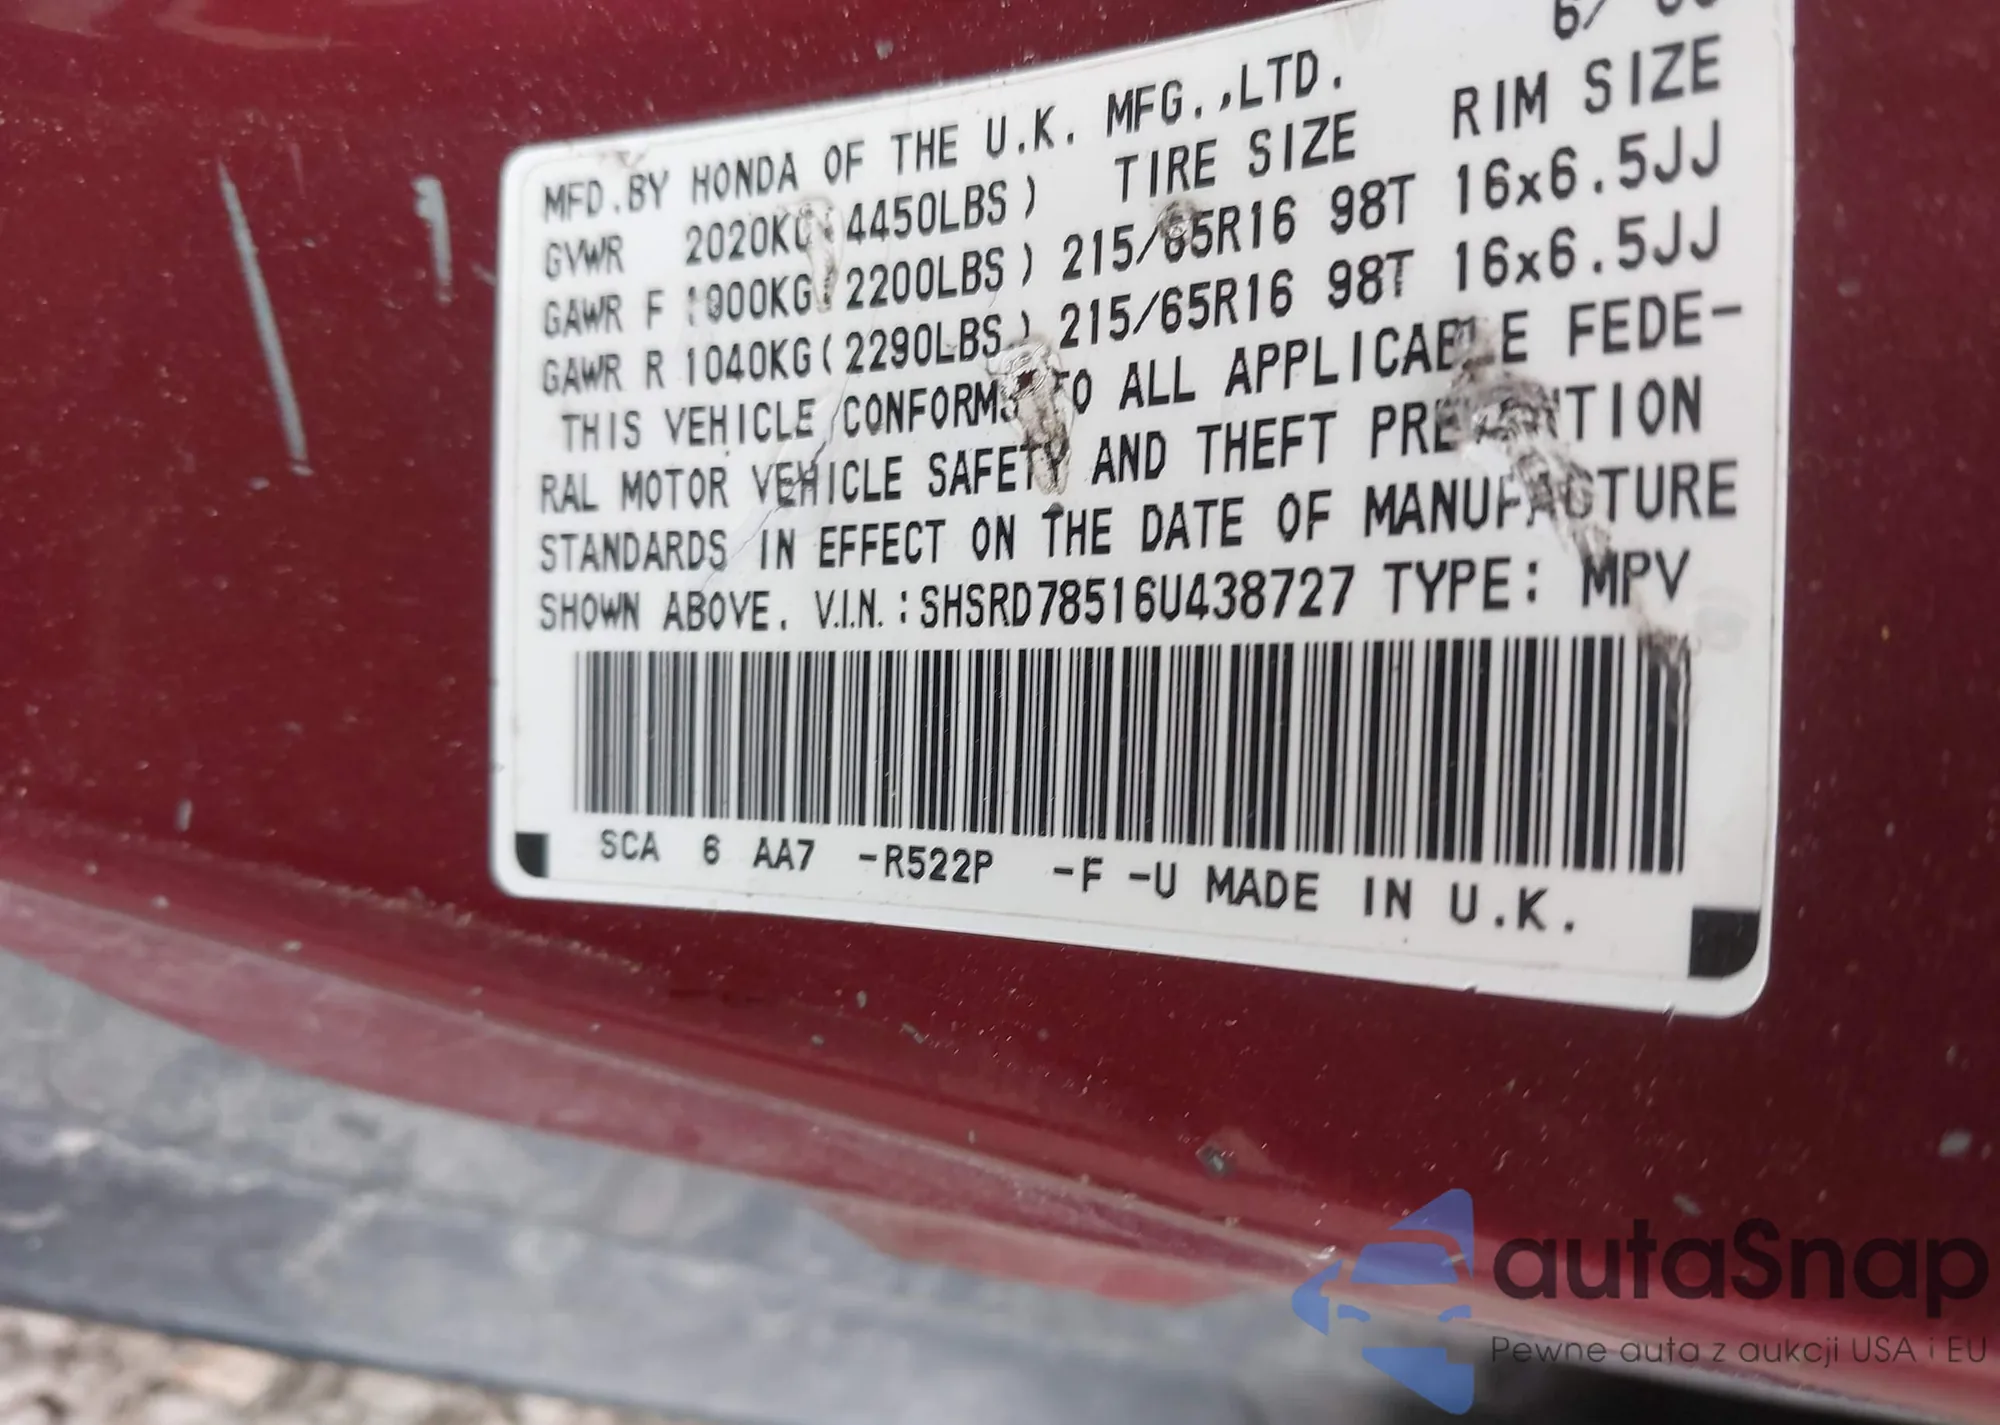 MFD.BY HONDA OF THE U.K. MFG.,LTD.
GVWR 2020KG(4450LBS) TIRE SIZE RIM SIZE
GAWR F 1000KG(2200LBS) 215/65R16 98T 16x6.5JJ
GAWR R 1040KG(2290LBS) 215/65R16 98T 16x6.5JJ
THIS VEHICLE CONFORMS TO ALL APPLICABLE FEDE-
RAL MOTOR VEHICLE SAFETY AND THEFT PREVENTION
STANDARDS IN EFFECT ON THE DATE OF MANUFACTURE
SHOWN ABOVE. V.I.N.:SHSRD78516U438727 TYPE: MPV
SCA 6 AA7 -R522P -F -U MADE IN U.K.
autaSnap
Pewne auta z aukcji USA i EU